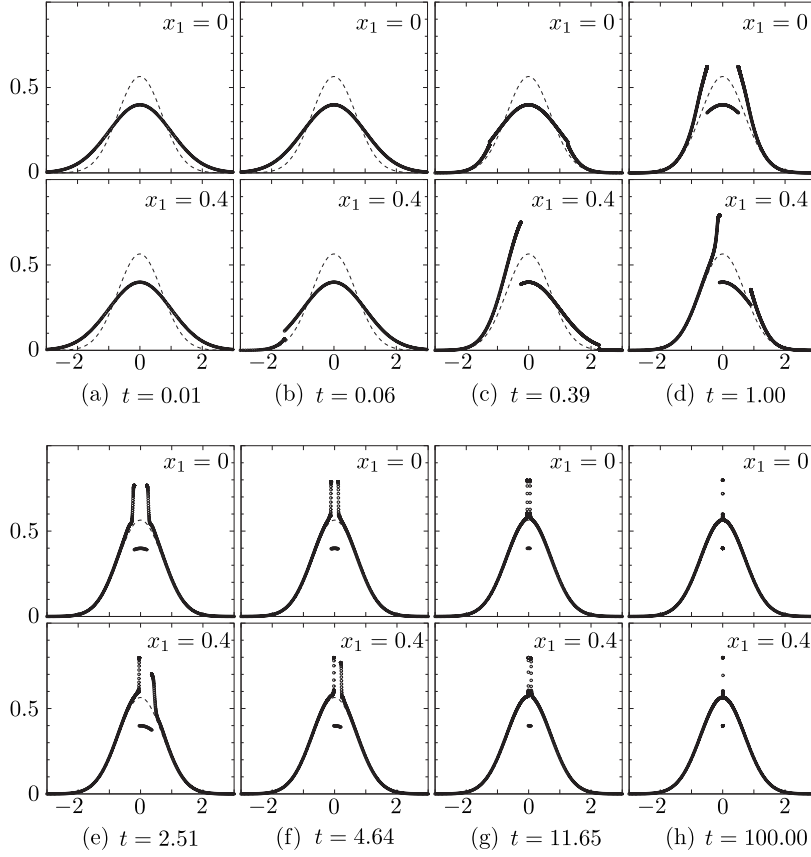 x₁ = 0 x₁ = 0 x₁ = 0 x₁ = 0
0.5
0
x₁ = 0.4 x₁ = 0.4 x₁ = 0.4 x₁ = 0.4
0.5
0
−2 0 2 −2 0 2 −2 0 2 −2 0 2
(a) t = 0.01 (b) t = 0.06 (c) t = 0.39 (d) t = 1.00
x₁ = 0 x₁ = 0 x₁ = 0 x₁ = 0
0.5
0
x₁ = 0.4 x₁ = 0.4 x₁ = 0.4 x₁ = 0.4
0.5
0
−2 0 2 −2 0 2 −2 0 2 −2 0 2
(e) t = 2.51 (f) t = 4.64 (g) t = 11.65 (h) t = 100.00